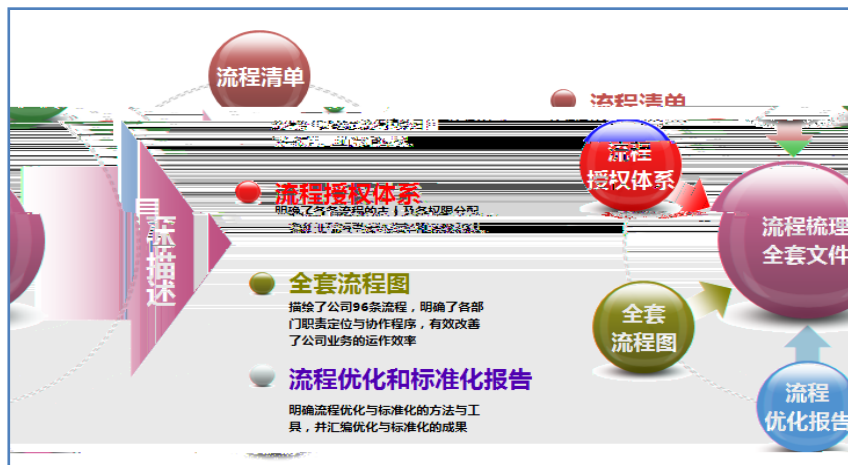 流程清单
流程清单
流程
授权体系
流程授权体系
流程梳理
全套文件
具体描述
全套流程图
描绘了公司96条流程，明确了各部
门职责定位与协作程序，有效改善
了公司业务的运作效率
全套
流程图
流程优化和标准化报告
明确流程优化与标准化的方法与工
具，并汇编优化与标准化的成果
流程
优化报告